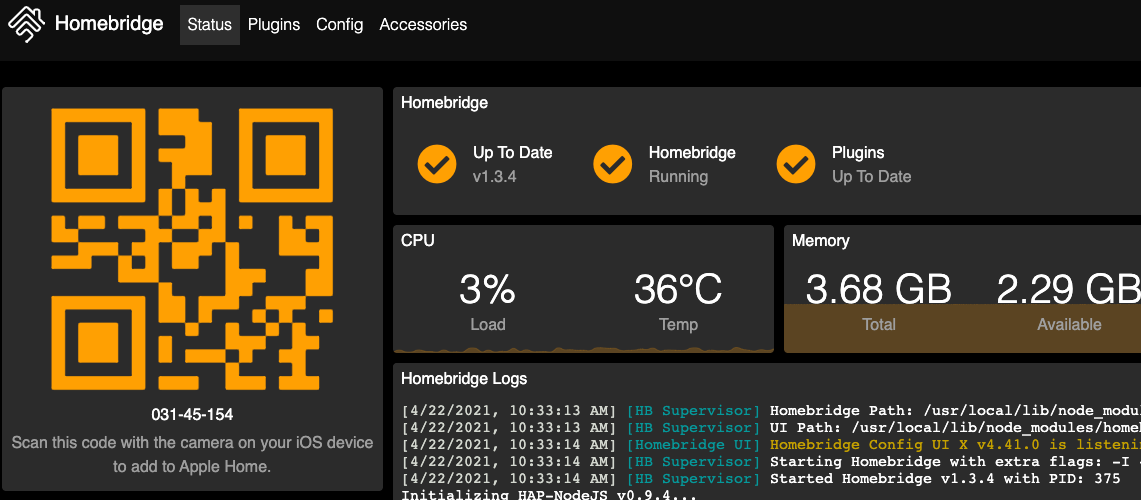 Homebridge Status Plugins Config Accessories
031-45-154
Scan this code with the camera on your iOS device
to add to Apple Home.
Homebridge
Up To Date
v1.3.4
Homebridge
Running
Plugins
Up To Date
CPU
3%
Load
36°C
Temp
Memory
3.68 GB
Total
2.29 GB
Available
Homebridge Logs
[4/22/2021, 10:33:13 AM] [HB Supervisor] Homebridge Path: /usr/local/lib/node_modul
[4/22/2021, 10:33:13 AM] [HB Supervisor] UI Path: /usr/local/lib/node_modules/homeb
[4/22/2021, 10:33:14 AM] [Homebridge UI] Homebridge Config UI X v4.41.0 is listenin
[4/22/2021, 10:33:14 AM] [HB Supervisor] Starting Homebridge with extra flags: -I
[4/22/2021, 10:33:14 AM] [HB Supervisor] Started Homebridge v1.3.4 with PID: 375
Initializing HAP-NodeJS v0.9.4...